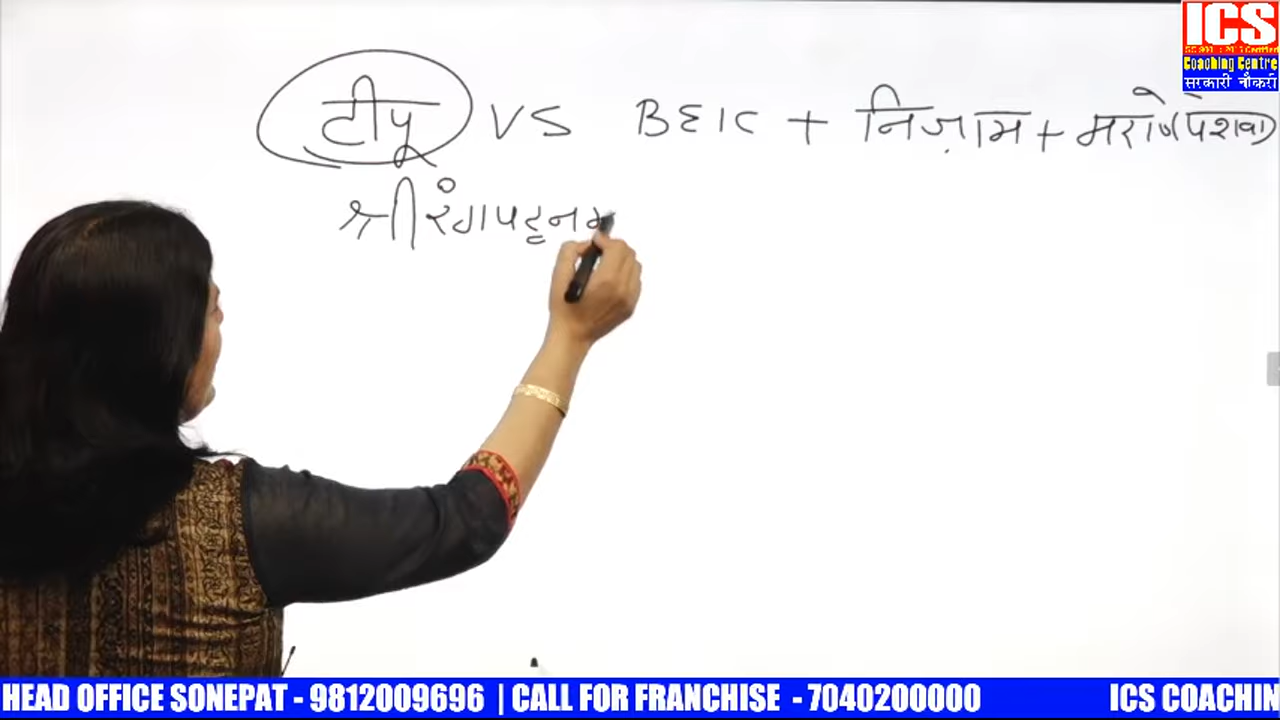 टीपू VS BEIC + निज़ाम + मराठे (पेशवा)
श्रीरंगपट्टनम
ICS
Coaching Centre
सरकारी नौकरी
HEAD OFFICE SONEPAT - 9812009696 | CALL FOR FRANCHISE - 7040200000 ICS COACHIN